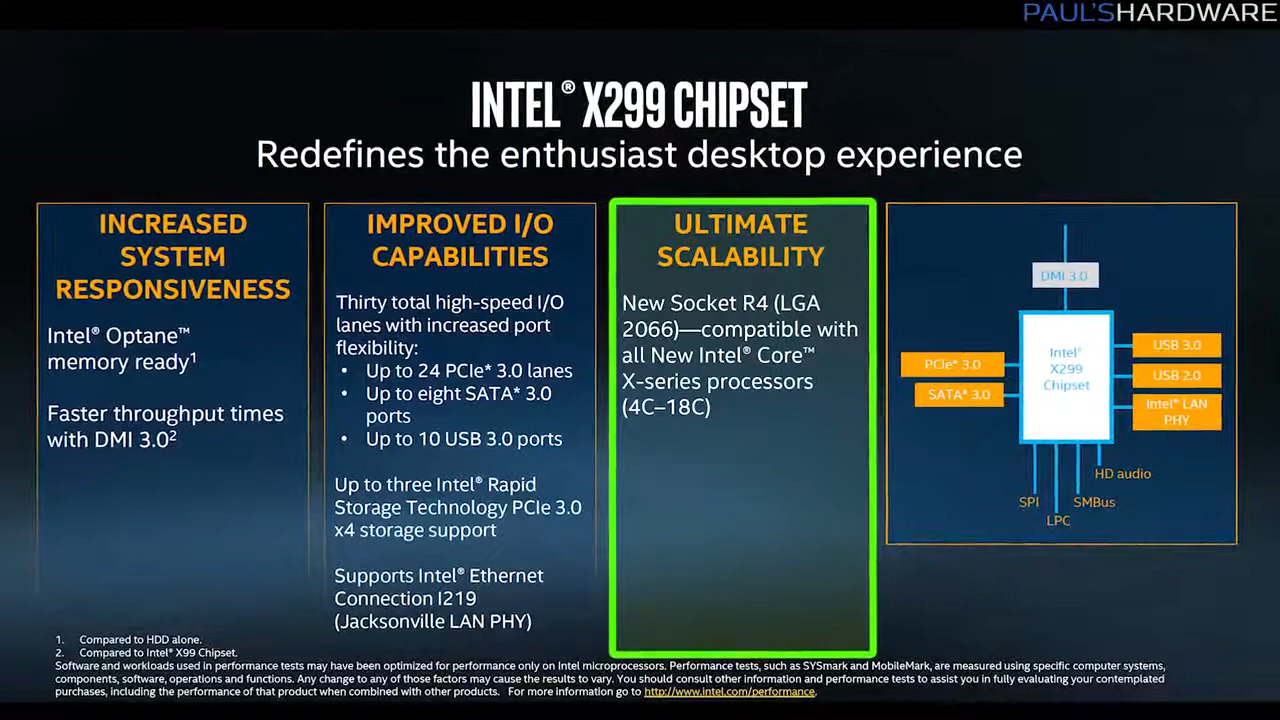 PAUL'SHARDWARE
INTEL® X299 CHIPSET
Redefines the enthusiast desktop experience
INCREASED
SYSTEM
RESPONSIVENESS
Intel® Optane™
memory ready1
Faster throughput times
with DMI 3.02
IMPROVED I/O
CAPABILITIES
Thirty total high-speed I/O
lanes with increased port
flexibility:
• Up to 24 PCIe* 3.0 lanes
• Up to eight SATA* 3.0
ports
• Up to 10 USB 3.0 ports
Up to three Intel® Rapid
Storage Technology PCIe 3.0
x4 storage support
Supports Intel® Ethernet
Connection I219
(Jacksonville LAN PHY)
ULTIMATE
SCALABILITY
New Socket R4 (LGA
2066)—compatible with
all New Intel® Core™
X-series processors
(4C–18C)
DMI 3.0
Intel®
X299
Chipset
PCIe* 3.0
SATA* 3.0
USB 3.0
USB 2.0
Intel® LAN
PHY
HD audio
SPI
SMBus
LPC
1. Compared to HDD alone.
2. Compared to Intel® X99 Chipset.
Software and workloads used in performance tests may have been optimized for performance only on Intel microprocessors. Performance tests, such as SYSmark and MobileMark, are measured using specific computer systems,
components, software, operations and functions. Any change to any of those factors may cause the results to vary. You should consult other information and performance tests to assist you in fully evaluating your contemplated
purchases, including the performance of that product when combined with other products. For more information go to http://www.intel.com/performance.